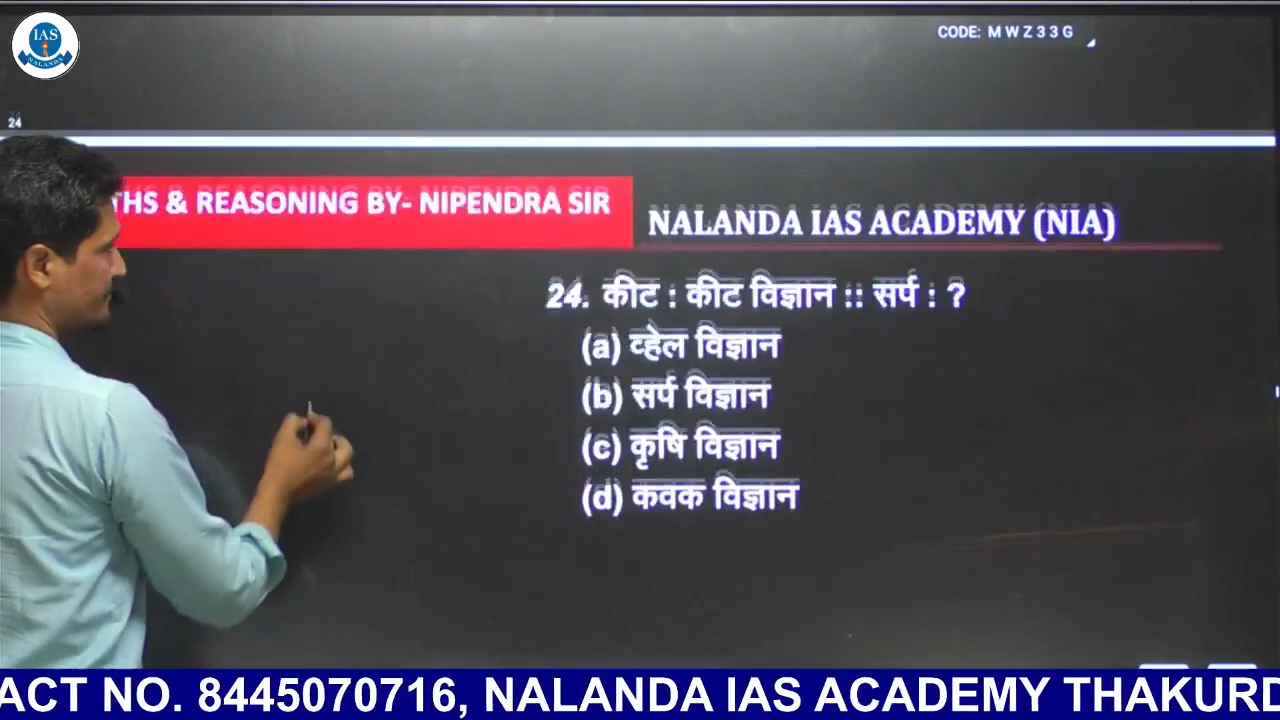 IAS
NALANDA
CODE: M W Z 3 3 G
24
THS & REASONING BY- NIPENDRA SIR
NALANDA IAS ACADEMY (NIA)
24. कीट : कीट विज्ञान :: सर्प : ?
(a) व्हेल विज्ञान
(b) सर्प विज्ञान
(c) कृषि विज्ञान
(d) कवक विज्ञान
ACT NO. 8445070716, NALANDA IAS ACADEMY THAKURD